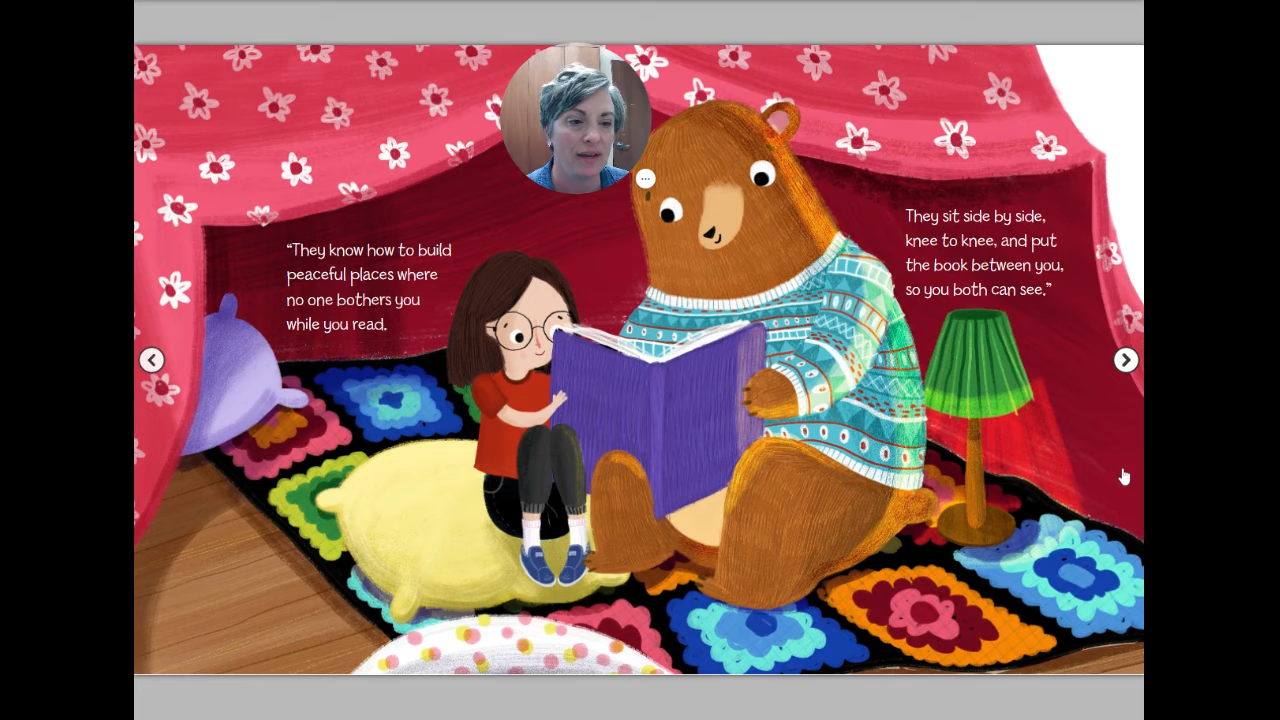 “They know how to build
peaceful places where
no one bothers you
while you read.
They sit side by side,
knee to knee, and put
the book between you,
so you both can see.”